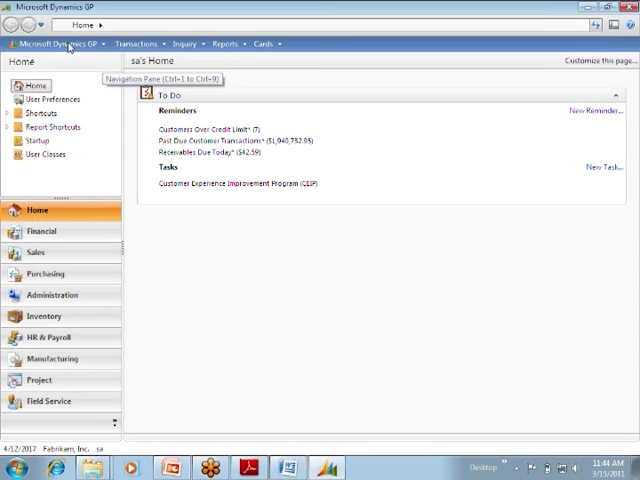 Microsoft Dynamics GP
Home
Microsoft Dynamics GP Transactions Inquiry Reports Cards
Home
sa's Home
Customize this page...
Navigation Pane (Ctrl+1 to Ctrl+9)
Home
User Preferences
Shortcuts
Report Shortcuts
Startup
User Classes
To Do
Reminders
New Reminder...
Customers Over Credit Limit* (7)
Past Due Customer Transactions* ($1,940,732.95)
Receivables Due Today* ($42.59)
Tasks
New Task...
Customer Experience Improvement Program (CEIP)
Home
Financial
Sales
Purchasing
Administration
Inventory
HR & Payroll
Manufacturing
Project
Field Service
4/12/2017 Fabrikam, Inc. sa
Desktop
11:44 AM
3/15/2011